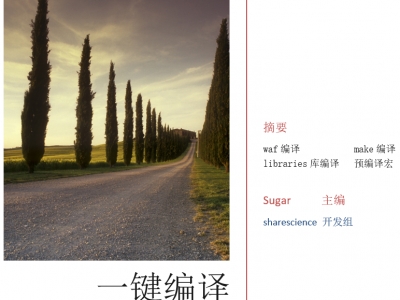 摘要
waf 编译 make 编译
libraries 库编译 预编译宏
Sugar 主编
sharescience 开发组
一键编译